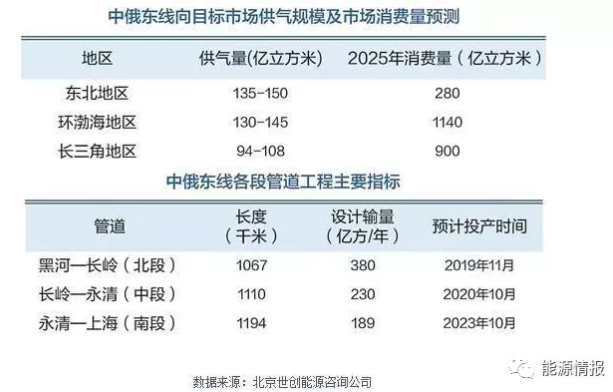 中俄东线向目标市场供气规模及市场消费量预测
地区 供气量(亿立方米) 2025年消费量（亿立方米）
东北地区 135-150 280
环渤海地区 130-145 1140
长三角地区 94-108 900
中俄东线各段管道工程主要指标
管道 长度（千米） 设计输量（亿方/年） 预计投产时间
黑河—长岭（北段） 1067 380 2019年11月
长岭—永清（中段） 1110 230 2020年10月
永清—上海（南段） 1194 189 2023年10月
数据来源：北京世创能源咨询公司
能源情报